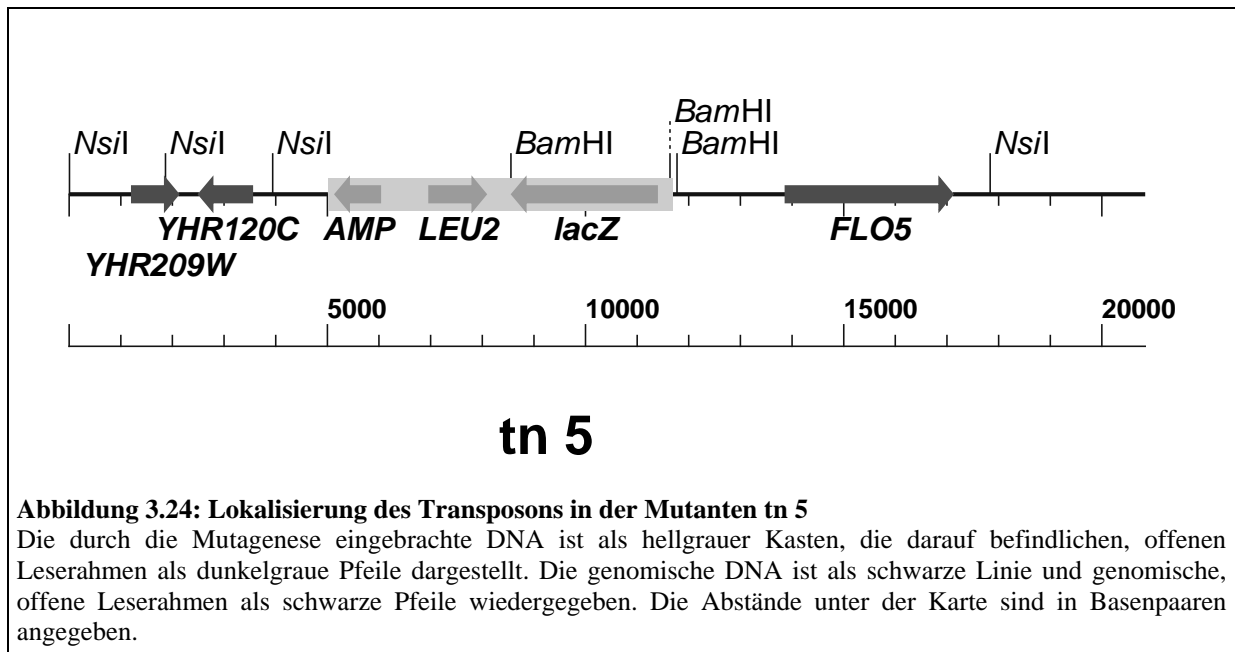 BamHI
NsiI NsiI NsiI BamHI BamHI NsiI
YHR120C AMP LEU2 lacZ FLO5
YHR209W
5000 10000 15000 20000
tn 5
Abbildung 3.24: Lokalisierung des Transposons in der Mutanten tn 5
Die durch die Mutagenese eingebrachte DNA ist als hellgrauer Kasten, die darauf befindlichen, offenen
Leserahmen als dunkelgraue Pfeile dargestellt. Die genomische DNA ist als schwarze Linie und genomische,
offene Leserahmen als schwarze Pfeile wiedergegeben. Die Abstände unter der Karte sind in Basenpaaren
angegeben.